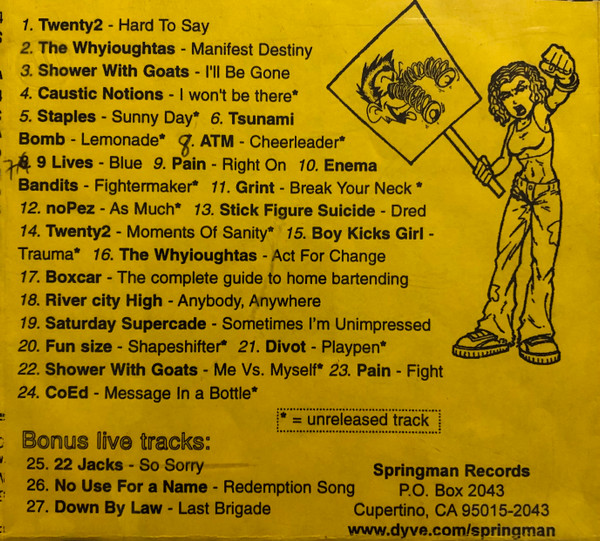 1. Twenty2 - Hard To Say
2. The Whyioughtas - Manifest Destiny
3. Shower With Goats - I'll Be Gone
4. Caustic Notions - I won't be there*
5. Staples - Sunny Day* 6. Tsunami
Bomb - Lemonade* 8. ATM - Cheerleader*
7 8. 9 Lives - Blue 9. Pain - Right On 10. Enema
Bandits - Fightermaker* 11. Grint - Break Your Neck *
12. noPez - As Much* 13. Stick Figure Suicide - Dred
14. Twenty2 - Moments Of Sanity* 15. Boy Kicks Girl -
Trauma* 16. The Whyioughtas - Act For Change
17. Boxcar - The complete guide to home bartending
18. River city High - Anybody, Anywhere
19. Saturday Supercade - Sometimes I'm Unimpressed
20. Fun size - Shapeshifter* 21. Divot - Playpen*
22. Shower With Goats - Me Vs. Myself* 23. Pain - Fight
24. CoEd - Message In a Bottle*
* = unreleased track
Bonus live tracks:
25. 22 Jacks - So Sorry
26. No Use For a Name - Redemption Song
27. Down By Law - Last Brigade
Springman Records
P.O. Box 2043
Cupertino, CA 95015-2043
www.dyve.com/springman